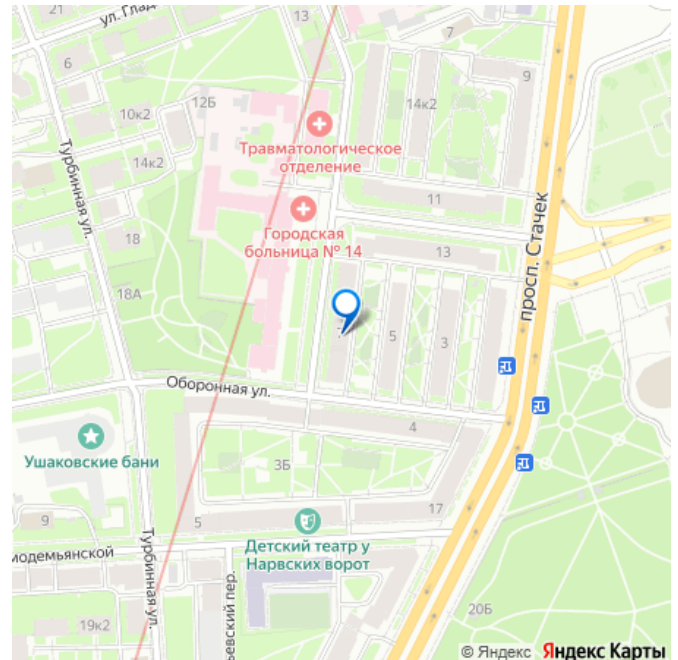 21
ул. Глад
13
7
6
9
12Б
10к2
14к2
Травматологическое
отделение
14к2
Турбинная ул.
11
Городская
больница № 14
18
13
просп. Стачек
18А
5
3
Оборонная ул.
4
Ушаковские бани
3Б
17
9
5
Детский театр у
Нарвских ворот
модемьянской
Турбинная ул.
ьевский пер.
19к2
20Б
© Яндекс Яндекс Карты